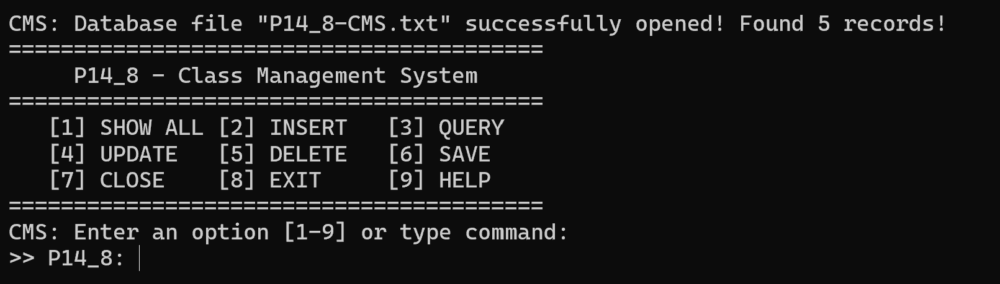 CMS: Database file "P14_8-CMS.txt" successfully opened! Found 5 records!
=========================================
     P14_8 - Class Management System
=========================================
   [1] SHOW ALL [2] INSERT   [3] QUERY
   [4] UPDATE   [5] DELETE   [6] SAVE
   [7] CLOSE    [8] EXIT     [9] HELP
=========================================
CMS: Enter an option [1-9] or type command:
>> P14_8: